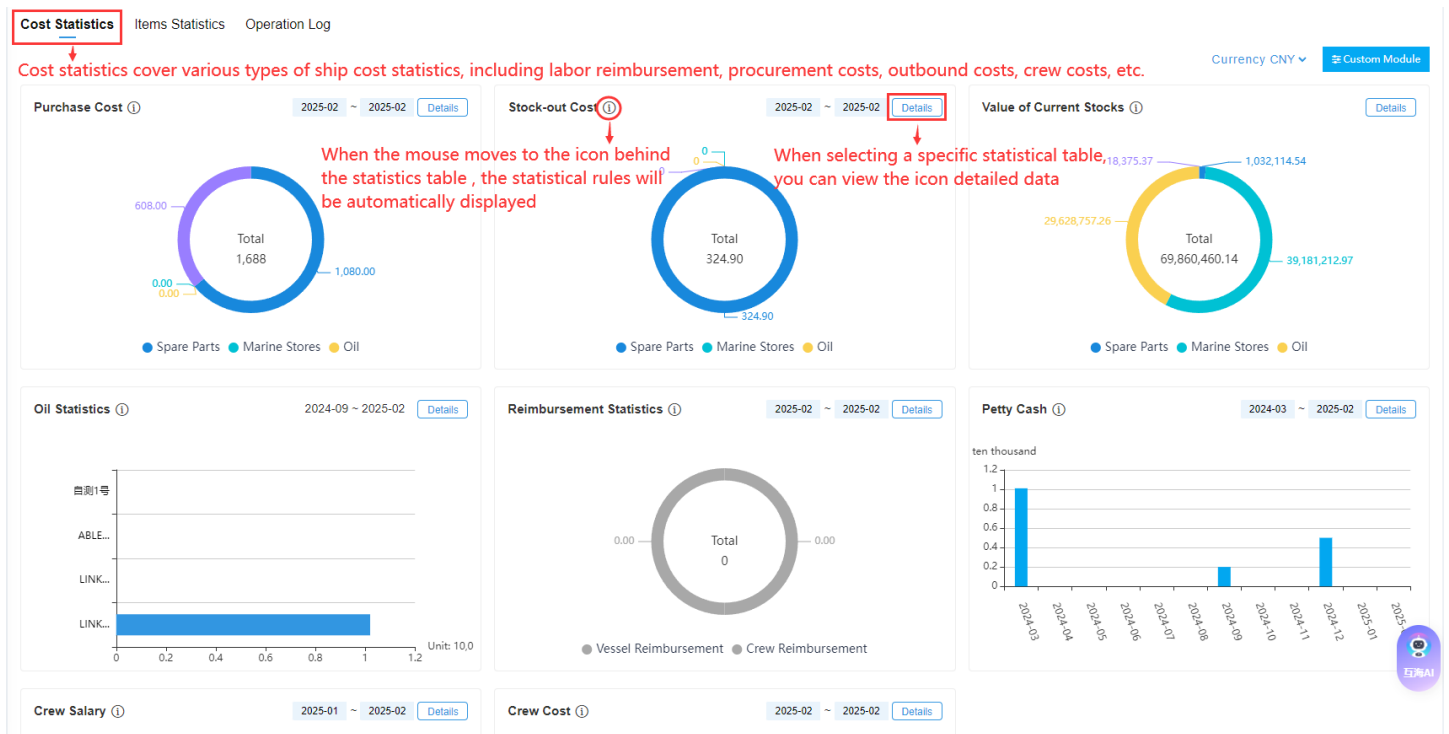 Cost Statistics Items Statistics Operation Log
Currency CNY Custom Module
Cost statistics cover various types of ship cost statistics, including labor reimbursement, procurement costs, outbound costs, crew costs, etc.
Purchase Cost 2025-02 ~ 2025-02 Details
608.00
Total
1,688
1,080.00
0.00
0.00
Spare Parts Marine Stores Oil
Stock-out Cost 2025-02 ~ 2025-02 Details
When the mouse moves to the icon behind
the statistics table , the statistical rules will
be automatically displayed
0
0
0
Total
324.90
324.90
Spare Parts Marine Stores Oil
When selecting a specific statistical table,
you can view the icon detailed data
Value of Current Stocks Details
18,375.37
1,032,114.54
29,628,757.26
Total
69,860,460.14
39,181,212.97
Spare Parts Marine Stores Oil
Oil Statistics 2024-09 ~ 2025-02 Details
自测1号
ABLE...
LINK...
LINK...
Unit: 10,0
0 0.2 0.4 0.6 0.8 1 1.2
Reimbursement Statistics 2025-02 ~ 2025-02 Details
0.00
Total
0
0.00
Vessel Reimbursement Crew Reimbursement
Petty Cash 2024-03 ~ 2025-02 Details
ten thousand
1.2
1
0.8
0.6
0.4
0.2
0
2024-03 2024-04 2024-05 2024-06 2024-07 2024-08 2024-09 2024-10 2024-11 2024-12 2025-01 2025-
互海AI
Crew Salary 2025-01 ~ 2025-02 Details
Crew Cost 2025-02 ~ 2025-02 Details